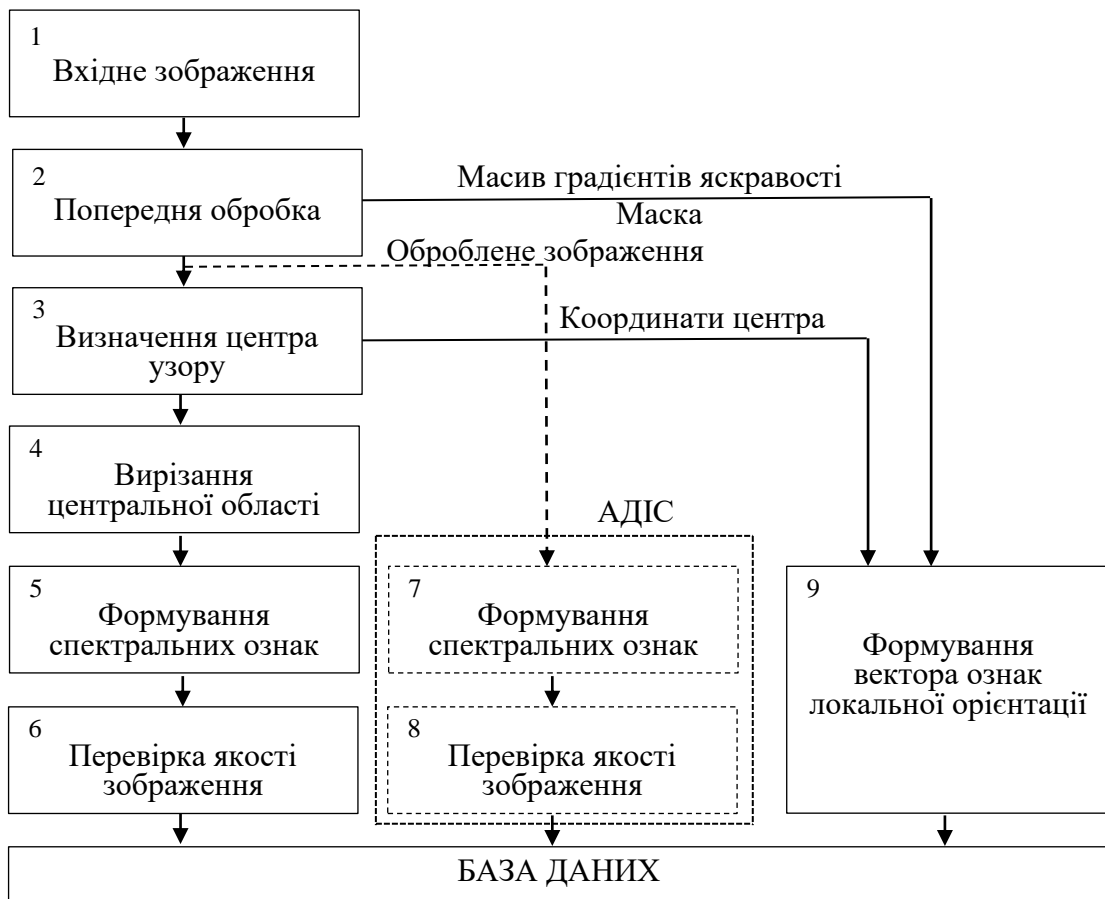 1
Вхідне зображення
2
Попередня обробка
Масив градієнтів яскравості
Маска
Оброблене зображення
3
Визначення центра
узору
Координати центра
4
Вирізання
центральної області
АДІС
5
Формування
спектральних ознак
7
Формування
спектральних ознак
9
Формування
вектора ознак
локальної орієнтації
6
Перевірка якості
зображення
8
Перевірка якості
зображення
БАЗА ДАНИХ